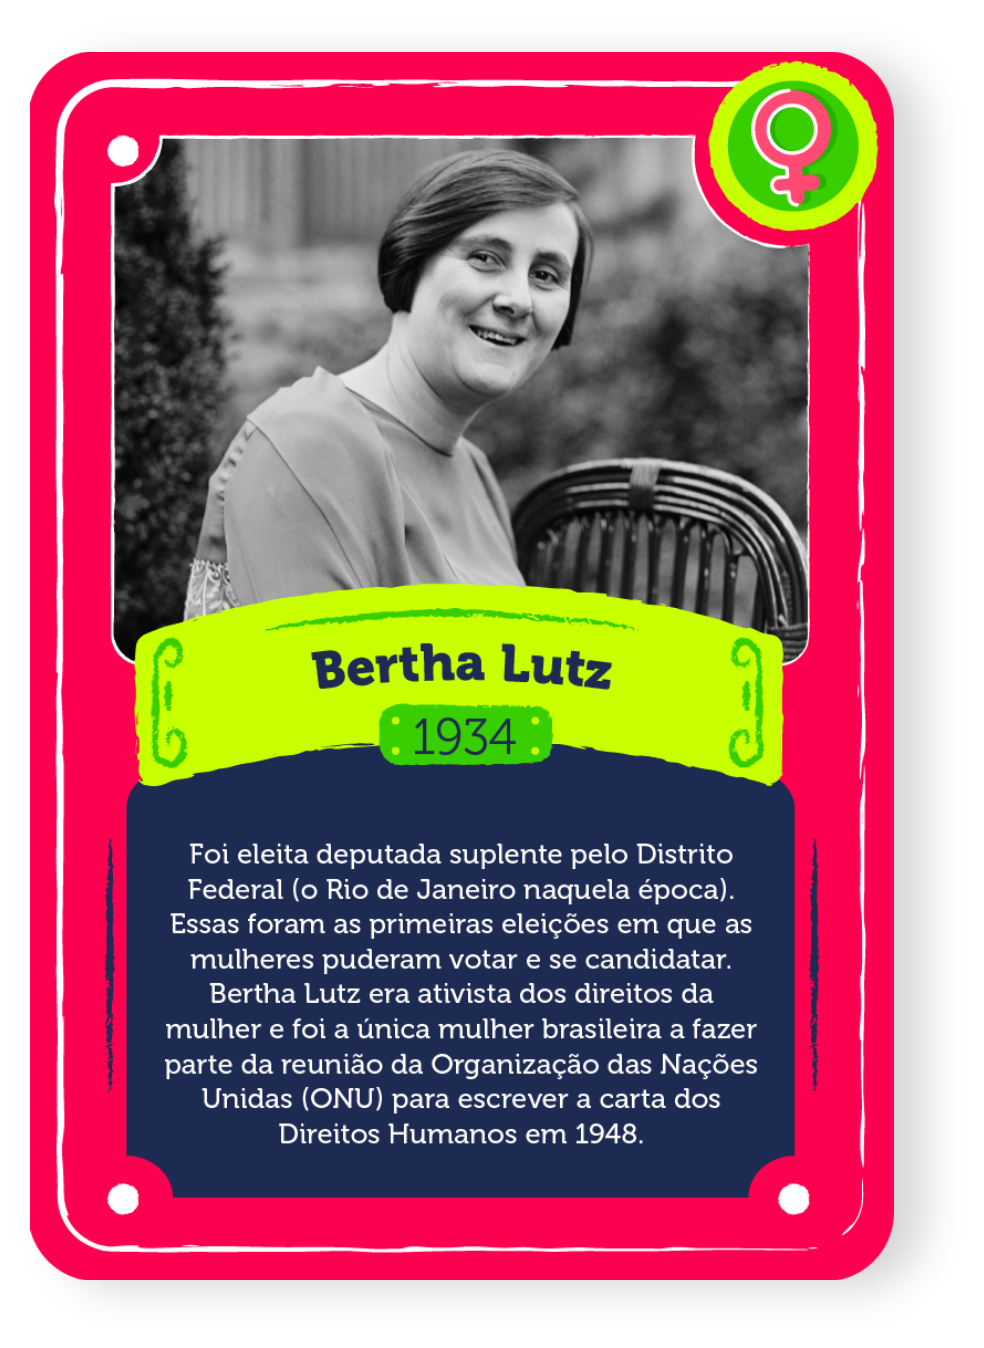 Bertha Lutz
1934
Foi eleita deputada suplente pelo Distrito
Federal (o Rio de Janeiro naquela época).
Essas foram as primeiras eleições em que as
mulheres puderam votar e se candidatar.
Bertha Lutz era ativista dos direitos da
mulher e foi a única mulher brasileira a fazer
parte da reunião da Organização das Nações
Unidas (ONU) para escrever a carta dos
Direitos Humanos em 1948.